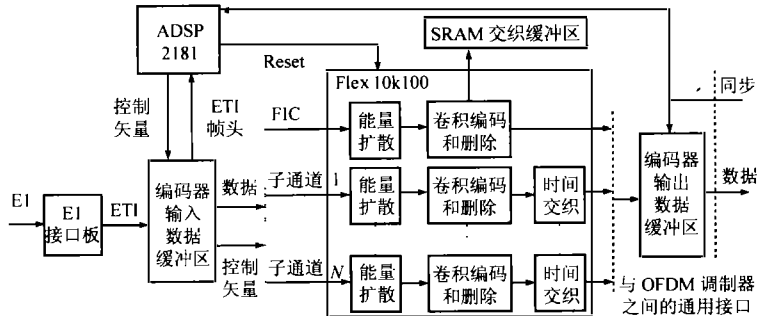 ADSP
2181
SRAM 交织缓冲区
Reset
Flex 10k100
同步
控制
矢量
ETI
帧头
FIC
能量
扩散
卷积编码
和删除
编码器
输入
数据
缓冲区
数据
子通道 1
能量
扩散
卷积编码
和删除
时间
交织
编码器
输出
数据
缓冲区
数据
E1
E1
接口板
ETI
控制
矢量
子通道 N
能量
扩散
卷积编码
和删除
时间
交织
与 OFDM 调制器
之间的通用接口